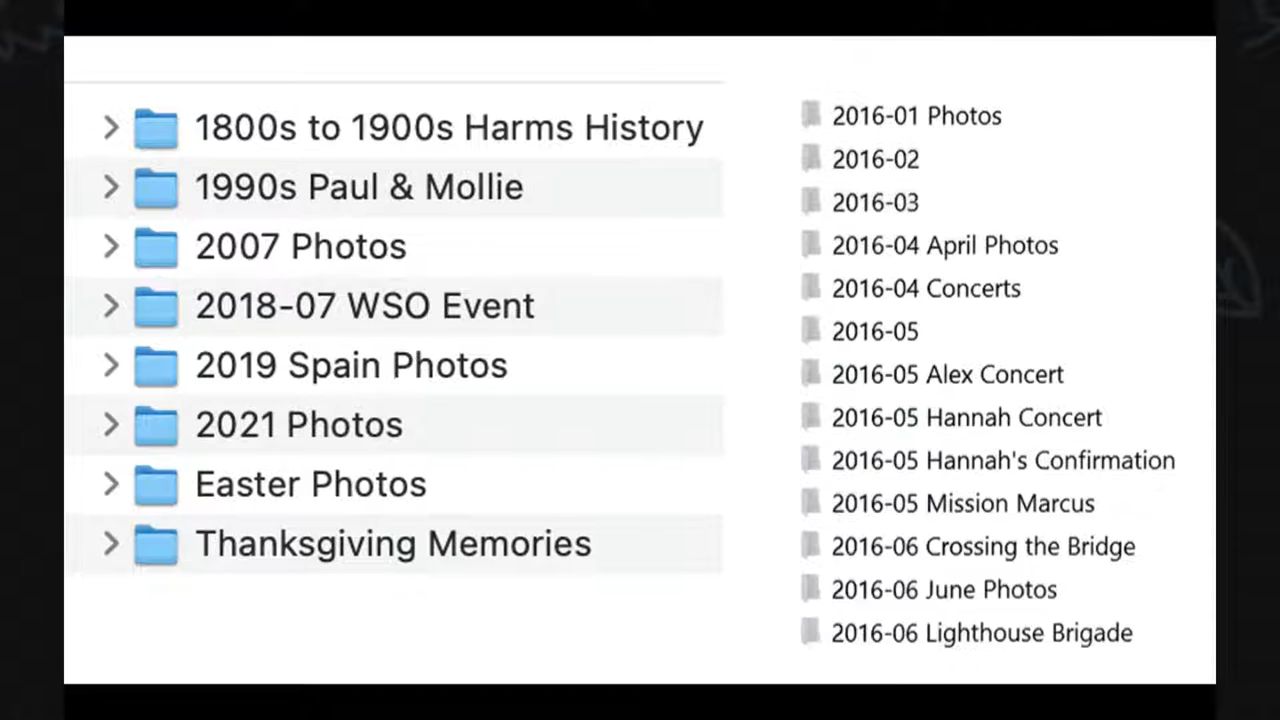 1800s to 1900s Harms History
1990s Paul & Mollie
2007 Photos
2018-07 WSO Event
2019 Spain Photos
2021 Photos
Easter Photos
Thanksgiving Memories
2016-01 Photos
2016-02
2016-03
2016-04 April Photos
2016-04 Concerts
2016-05
2016-05 Alex Concert
2016-05 Hannah Concert
2016-05 Hannah's Confirmation
2016-05 Mission Marcus
2016-06 Crossing the Bridge
2016-06 June Photos
2016-06 Lighthouse Brigade